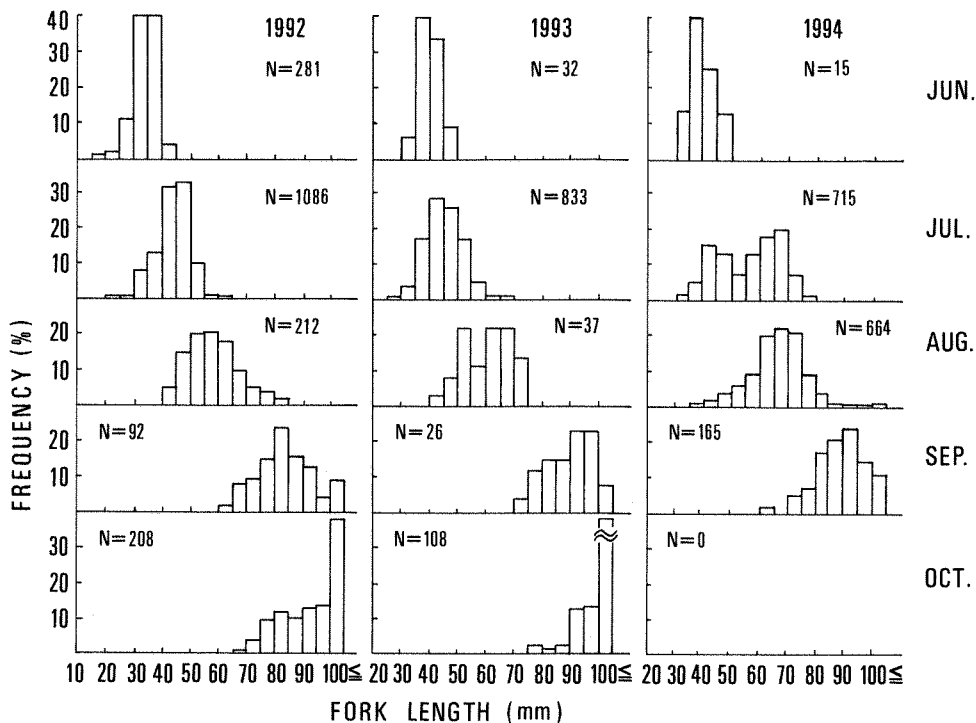 1992
1993
1994
N=281
N=32
N=15
JUN.
40
30
20
10
N=1086
N=833
N=715
JUL.
30
20
10
N=212
N=37
N=664
AUG.
20
10
N=92
N=26
N=165
SEP.
20
10
N=208
N=108
N=0
OCT.
30
20
10
FREQUENCY (%)
10 20 30 40 50 60 70 80 90 100≦
20 30 40 50 60 70 80 90 100≦
20 30 40 50 60 70 80 90 100≦
FORK LENGTH (mm)